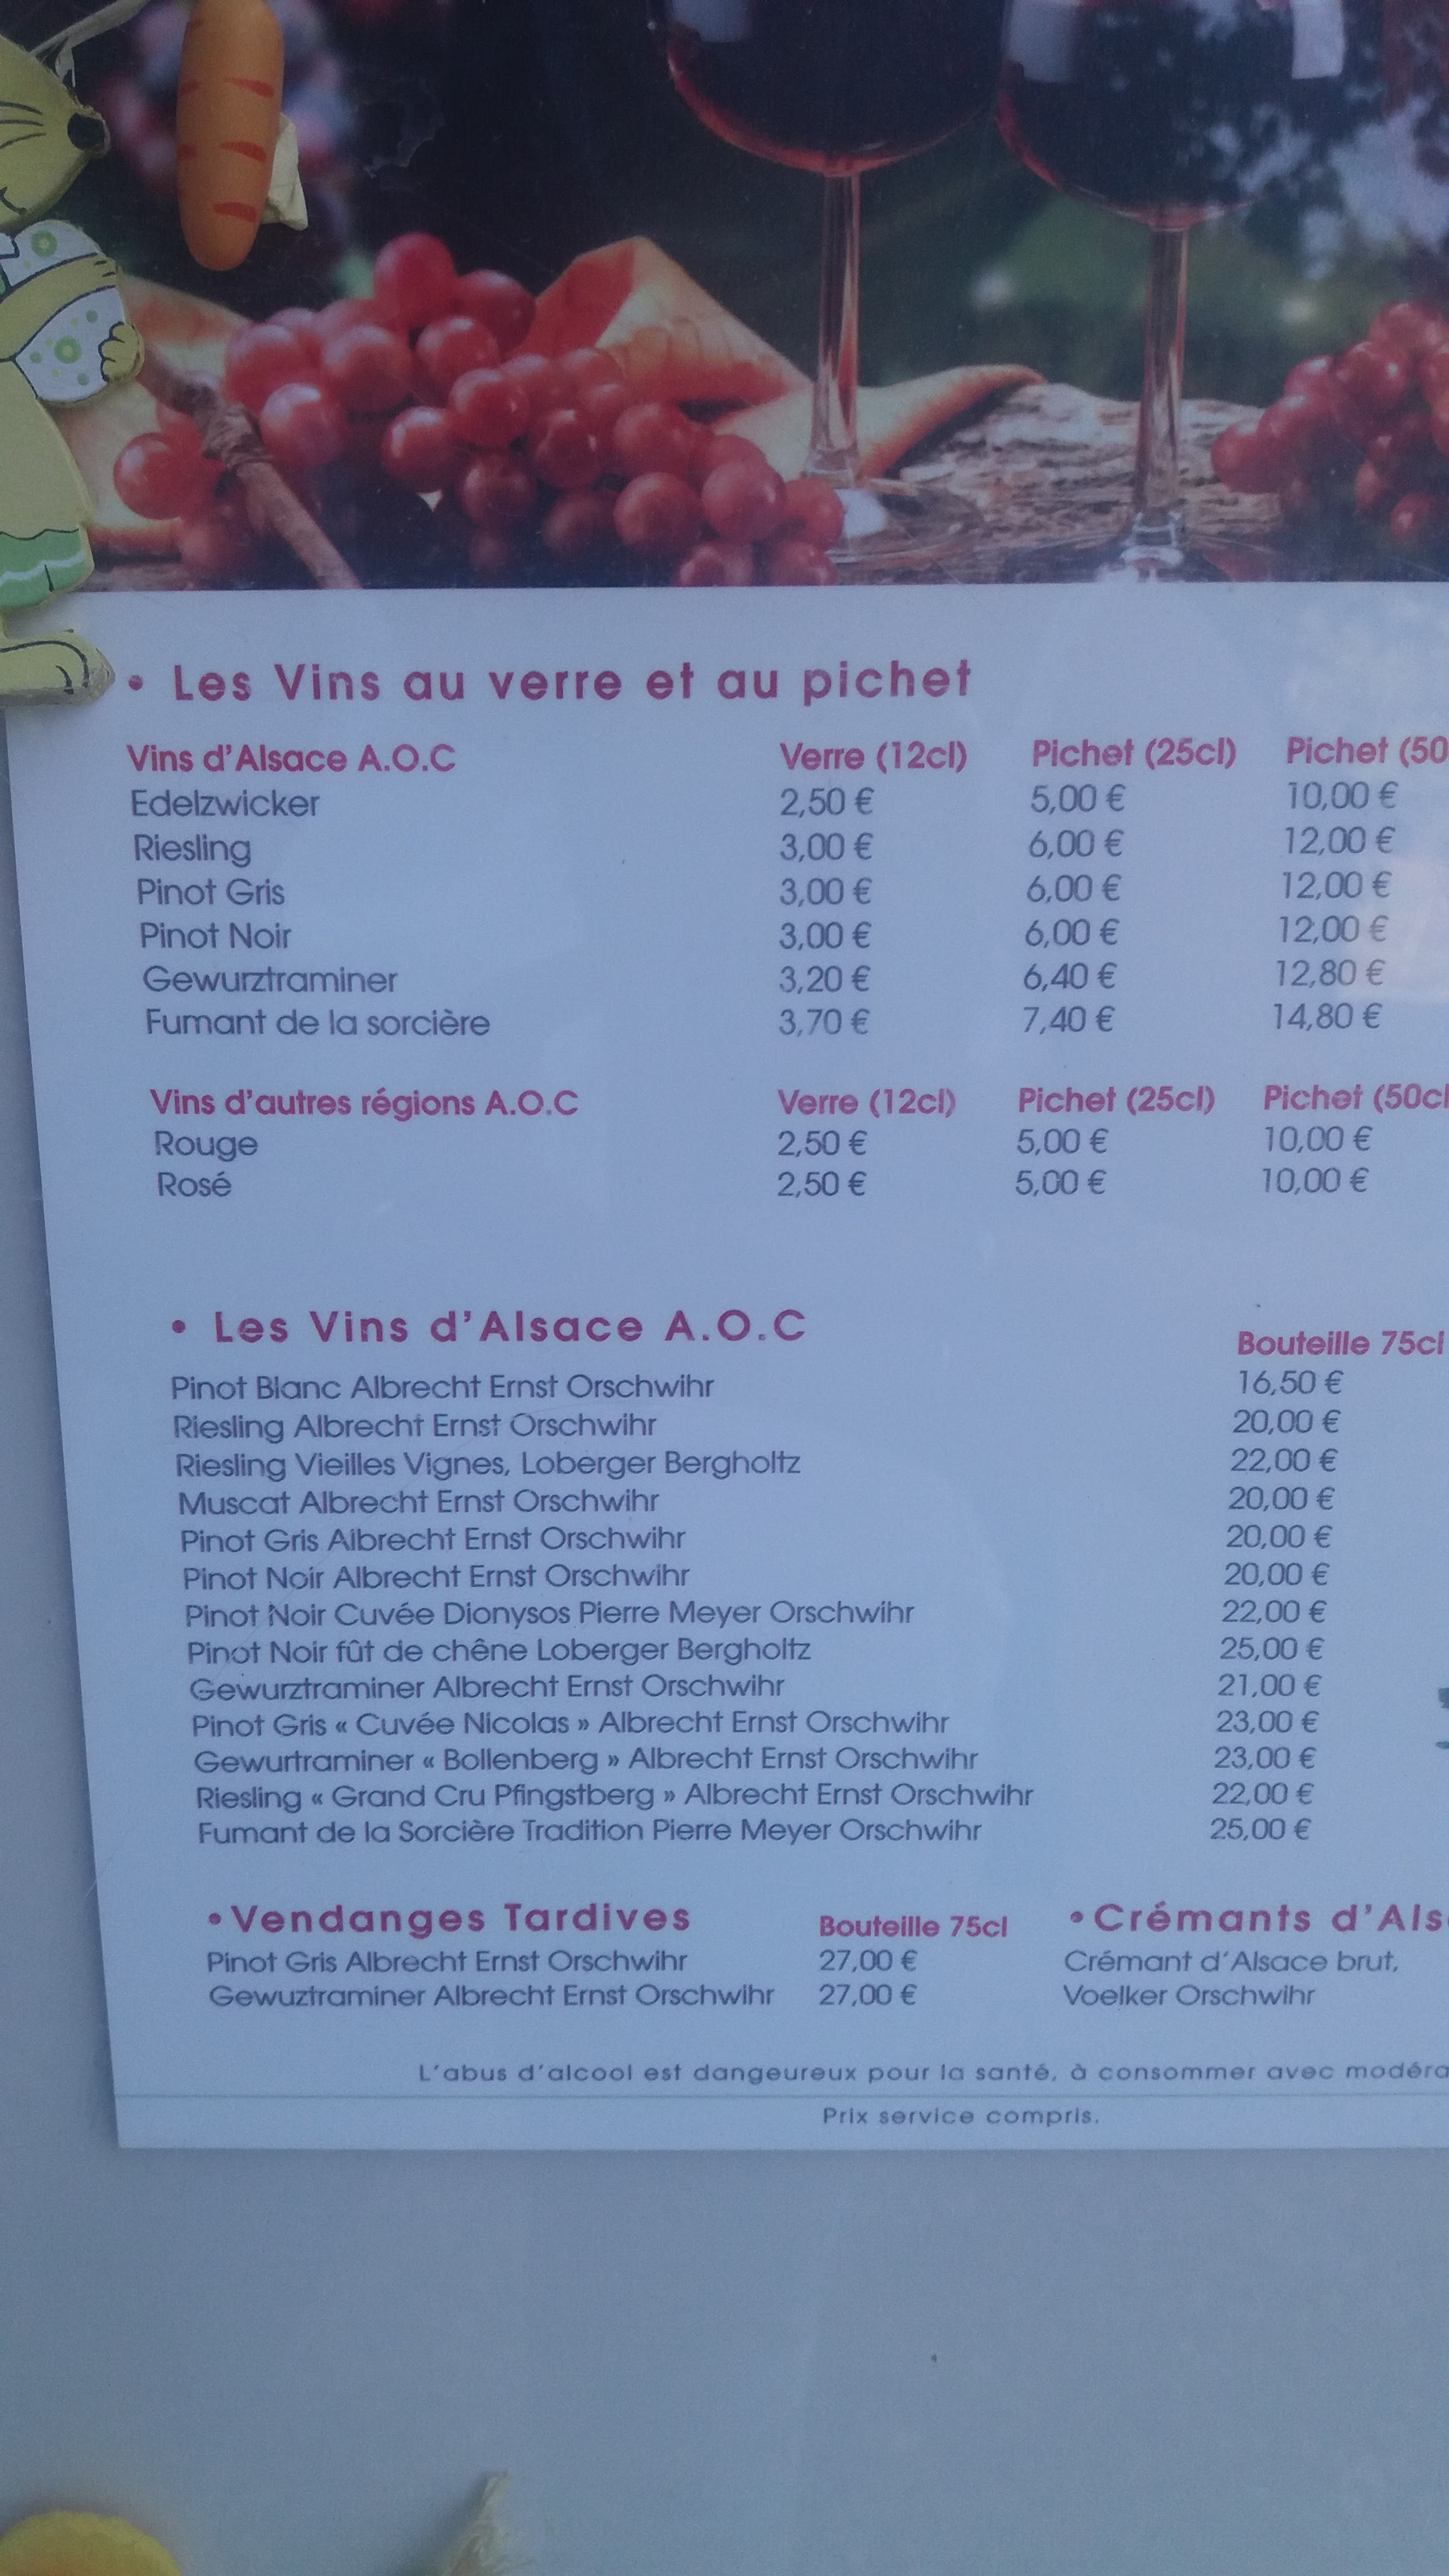 • Les Vins au verre et au pichet
Vins d'Alsace A.O.C Verre (12cl) Pichet (25cl) Pichet (50
Edelzwicker 2,50 € 5,00 € 10,00 €
Riesling 3,00 € 6,00 € 12,00 €
Pinot Gris 3,00 € 6,00 € 12,00 €
Pinot Noir 3,00 € 6,00 € 12,00 €
Gewurztraminer 3,20 € 6,40 € 12,80 €
Fumant de la sorcière 3,70 € 7,40 € 14,80 €
Vins d'autres régions A.O.C Verre (12cl) Pichet (25cl) Pichet (50cl
Rouge 2,50 € 5,00 € 10,00 €
Rosé 2,50 € 5,00 € 10,00 €
• Les Vins d'Alsace A.O.C Bouteille 75cl
Pinot Blanc Albrecht Ernst Orschwihr 16,50 €
Riesling Albrecht Ernst Orschwihr 20,00 €
Riesling Vieilles Vignes, Loberger Bergholtz 22,00 €
Muscat Albrecht Ernst Orschwihr 20,00 €
Pinot Gris Albrecht Ernst Orschwihr 20,00 €
Pinot Noir Albrecht Ernst Orschwihr 20,00 €
Pinot Noir Cuvée Dionysos Pierre Meyer Orschwihr 22,00 €
Pinot Noir fût de chêne Loberger Bergholtz 25,00 €
Gewurztraminer Albrecht Ernst Orschwihr 21,00 €
Pinot Gris « Cuvée Nicolas » Albrecht Ernst Orschwihr 23,00 €
Gewurtraminer « Bollenberg » Albrecht Ernst Orschwihr 23,00 €
Riesling « Grand Cru Pfingstberg » Albrecht Ernst Orschwihr 22,00 €
Fumant de la Sorcière Tradition Pierre Meyer Orschwihr 25,00 €
• Vendanges Tardives Bouteille 75cl
Pinot Gris Albrecht Ernst Orschwihr 27,00 €
Gewuztraminer Albrecht Ernst Orschwihr 27,00 €
• Crémants d'Als
Crémant d'Alsace brut,
Voelker Orschwihr
L'abus d'alcool est dangeureux pour la santé, à consommer avec modéra
Prix service compris.